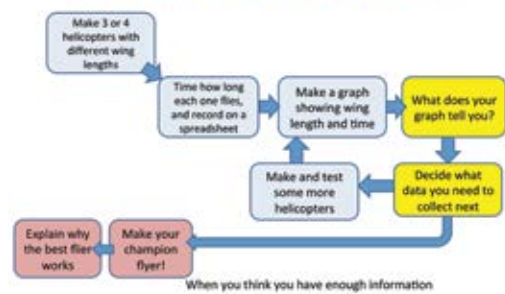 Make 3 or 4
helicopters with
different wing
lengths
Time how long
each one flies,
and record on a
spreadsheet
Make a graph
showing wing
length and time
What does your
graph tell you?
Decide what
data you need to
collect next
Make and test
some more
helicopters
Make your
champion
flyer!
Explain why
the best flier
works
When you think you have enough information